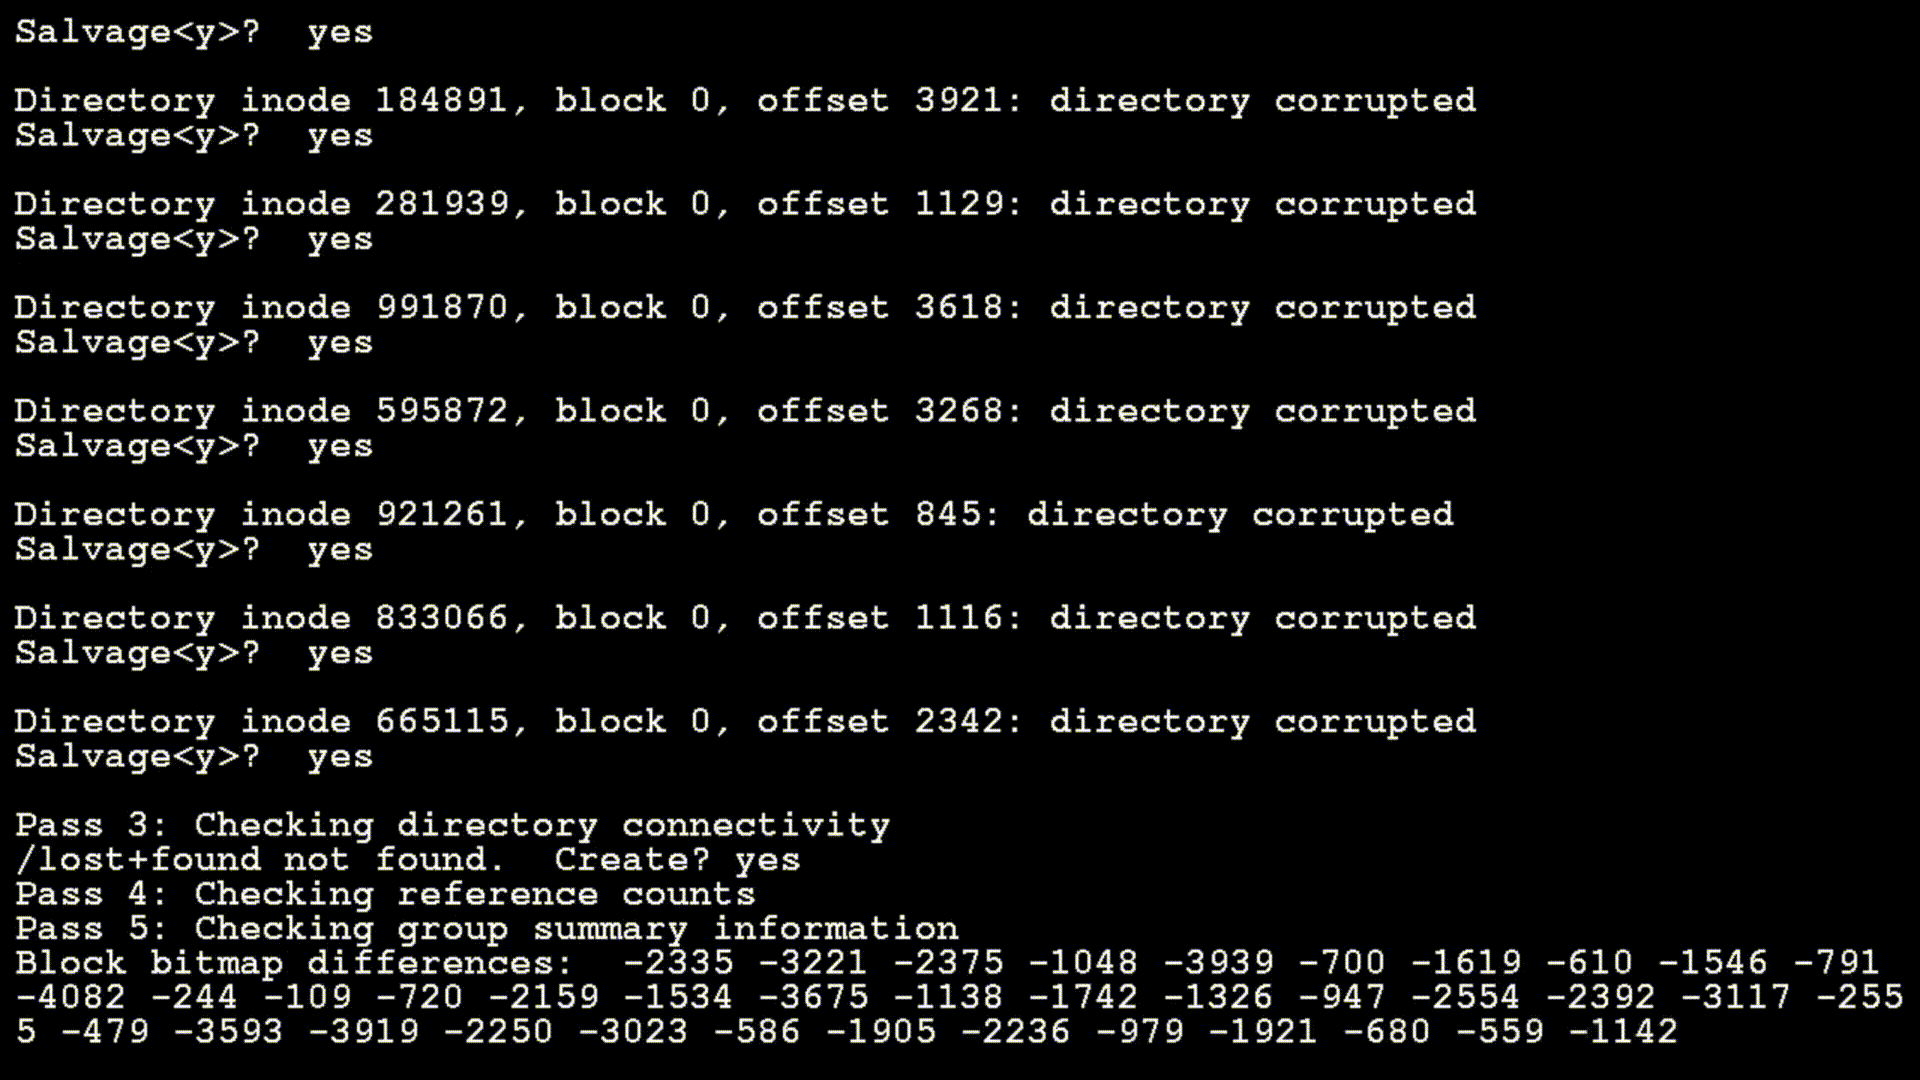 Salvage<y>?  yes
Directory inode 184891, block 0, offset 3921: directory corrupted
Salvage<y>?  yes
Directory inode 281939, block 0, offset 1129: directory corrupted
Salvage<y>?  yes
Directory inode 991870, block 0, offset 3618: directory corrupted
Salvage<y>?  yes
Directory inode 595872, block 0, offset 3268: directory corrupted
Salvage<y>?  yes
Directory inode 921261, block 0, offset 845: directory corrupted
Salvage<y>?  yes
Directory inode 833066, block 0, offset 1116: directory corrupted
Salvage<y>?  yes
Directory inode 665115, block 0, offset 2342: directory corrupted
Salvage<y>?  yes
Pass 3: Checking directory connectivity
/lost+found not found.  Create? yes
Pass 4: Checking reference counts
Pass 5: Checking group summary information
Block bitmap differences:  -2335 -3221 -2375 -1048 -3939 -700 -1619 -610 -1546 -791
-4082 -244 -109 -720 -2159 -1534 -3675 -1138 -1742 -1326 -947 -2554 -2392 -3117 -255
5 -479 -3593 -3919 -2250 -3023 -586 -1905 -2236 -979 -1921 -680 -559 -1142